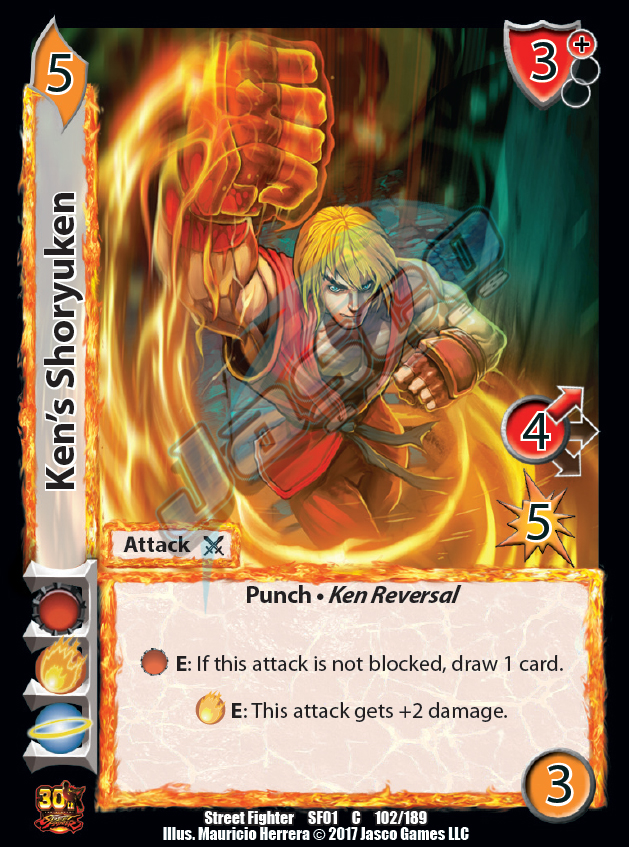 5
3
+
Ken's Shoryuken
4
5
Attack
Punch • Ken Reversal
E: If this attack is not blocked, draw 1 card.
E: This attack gets +2 damage.
3
30
Street Fighter SF01 C 102/189
Illus. Mauricio Herrera © 2017 Jasco Games LLC